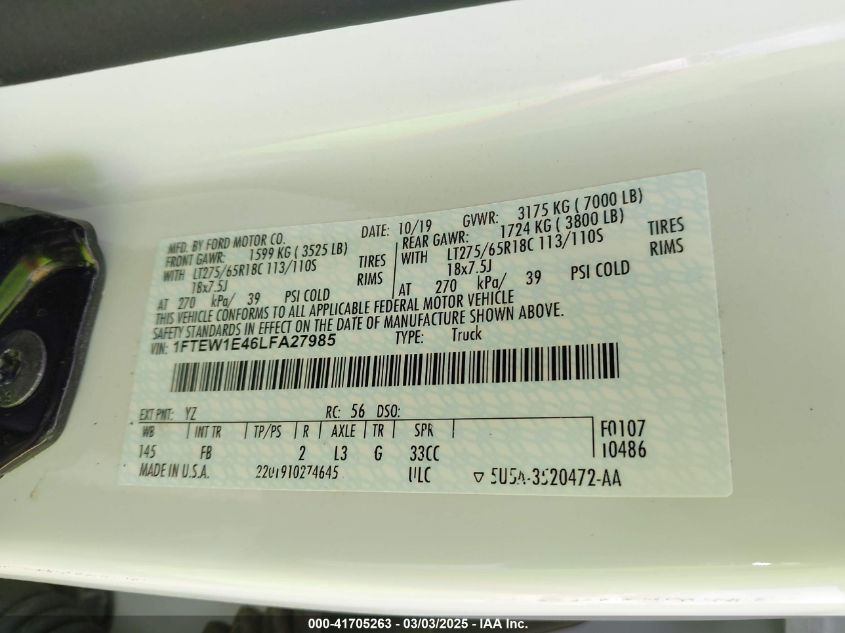 MFD. BY FORD MOTOR CO.
DATE: 10/19 GVWR: 3175 KG ( 7000 LB)
FRONT GAWR: 1599 KG ( 3525 LB)
WITH LT275/65R18C 113/110S TIRES
18x7.5J RIMS
AT 270 kPa/ 39 PSI COLD
REAR GAWR: 1724 KG ( 3800 LB)
WITH LT275/65R18C 113/110S TIRES
18x7.5J RIMS
AT 270 kPa/ 39 PSI COLD
THIS VEHICLE CONFORMS TO ALL APPLICABLE FEDERAL MOTOR VEHICLE
SAFETY STANDARDS IN EFFECT ON THE DATE OF MANUFACTURE SHOWN ABOVE.
VIN: 1FTEW1E46LFA27985 TYPE: Truck
EXT PNT: YZ RC: 56 DSO:
WB INT TR TP/PS R AXLE TR SPR
145 FB 2 L3 G 33CC
F0107
10486
MADE IN U.S.A. 2201910274645 ULC ▽ 5U5A-3520472-AA
000-41705263 - 03/03/2025 - IAA Inc.